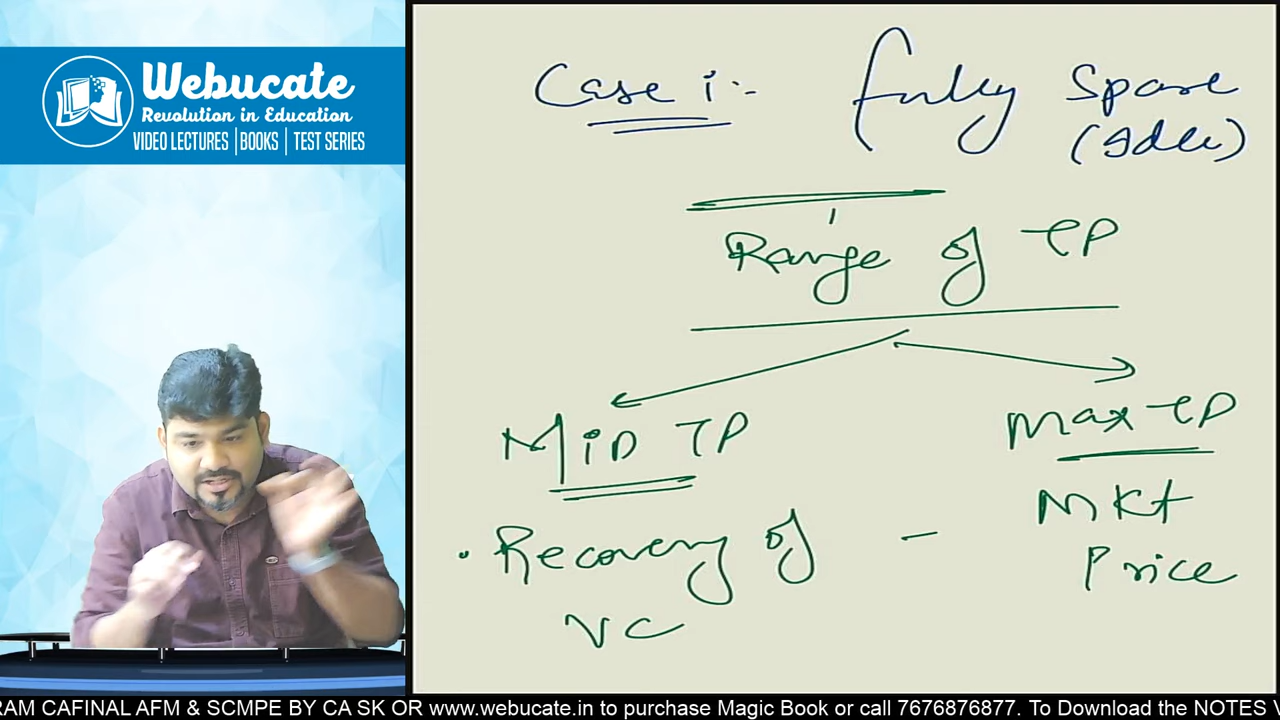 Webucate
Revolution in Education
VIDEO LECTURES | BOOKS | TEST SERIES
Case i:- fully Spare
(Idle)
Range of TP
Min TP
Max TP
• Recovery of
VC
- Mkt
Price
RAM CAFINAL AFM & SCMPE BY CA SK OR www.webucate.in to purchase Magic Book or call 7676876877. To Download the NOTES V